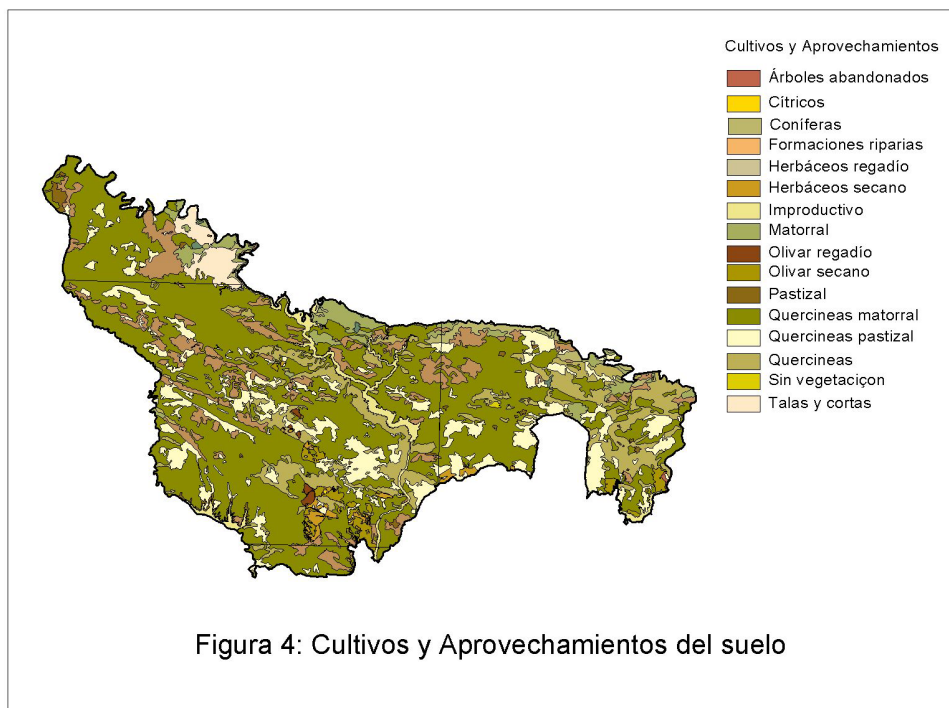 Cultivos y Aprovechamientos
Árboles abandonados
Cítricos
Coníferas
Formaciones riparias
Herbáceos regadío
Herbáceos secano
Improductivo
Matorral
Olivar regadío
Olivar secano
Pastizal
Quercineas matorral
Quercineas pastizal
Quercineas
Sin vegetaciçon
Talas y cortas
Figura 4: Cultivos y Aprovechamientos del suelo